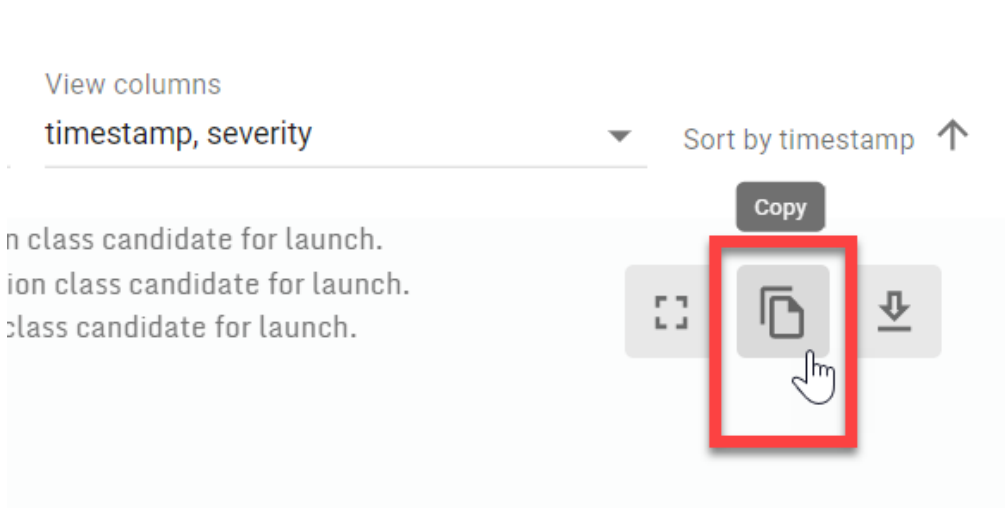 View columns
timestamp, severity
Sort by timestamp
Copy
n class candidate for launch.
ion class candidate for launch.
class candidate for launch.